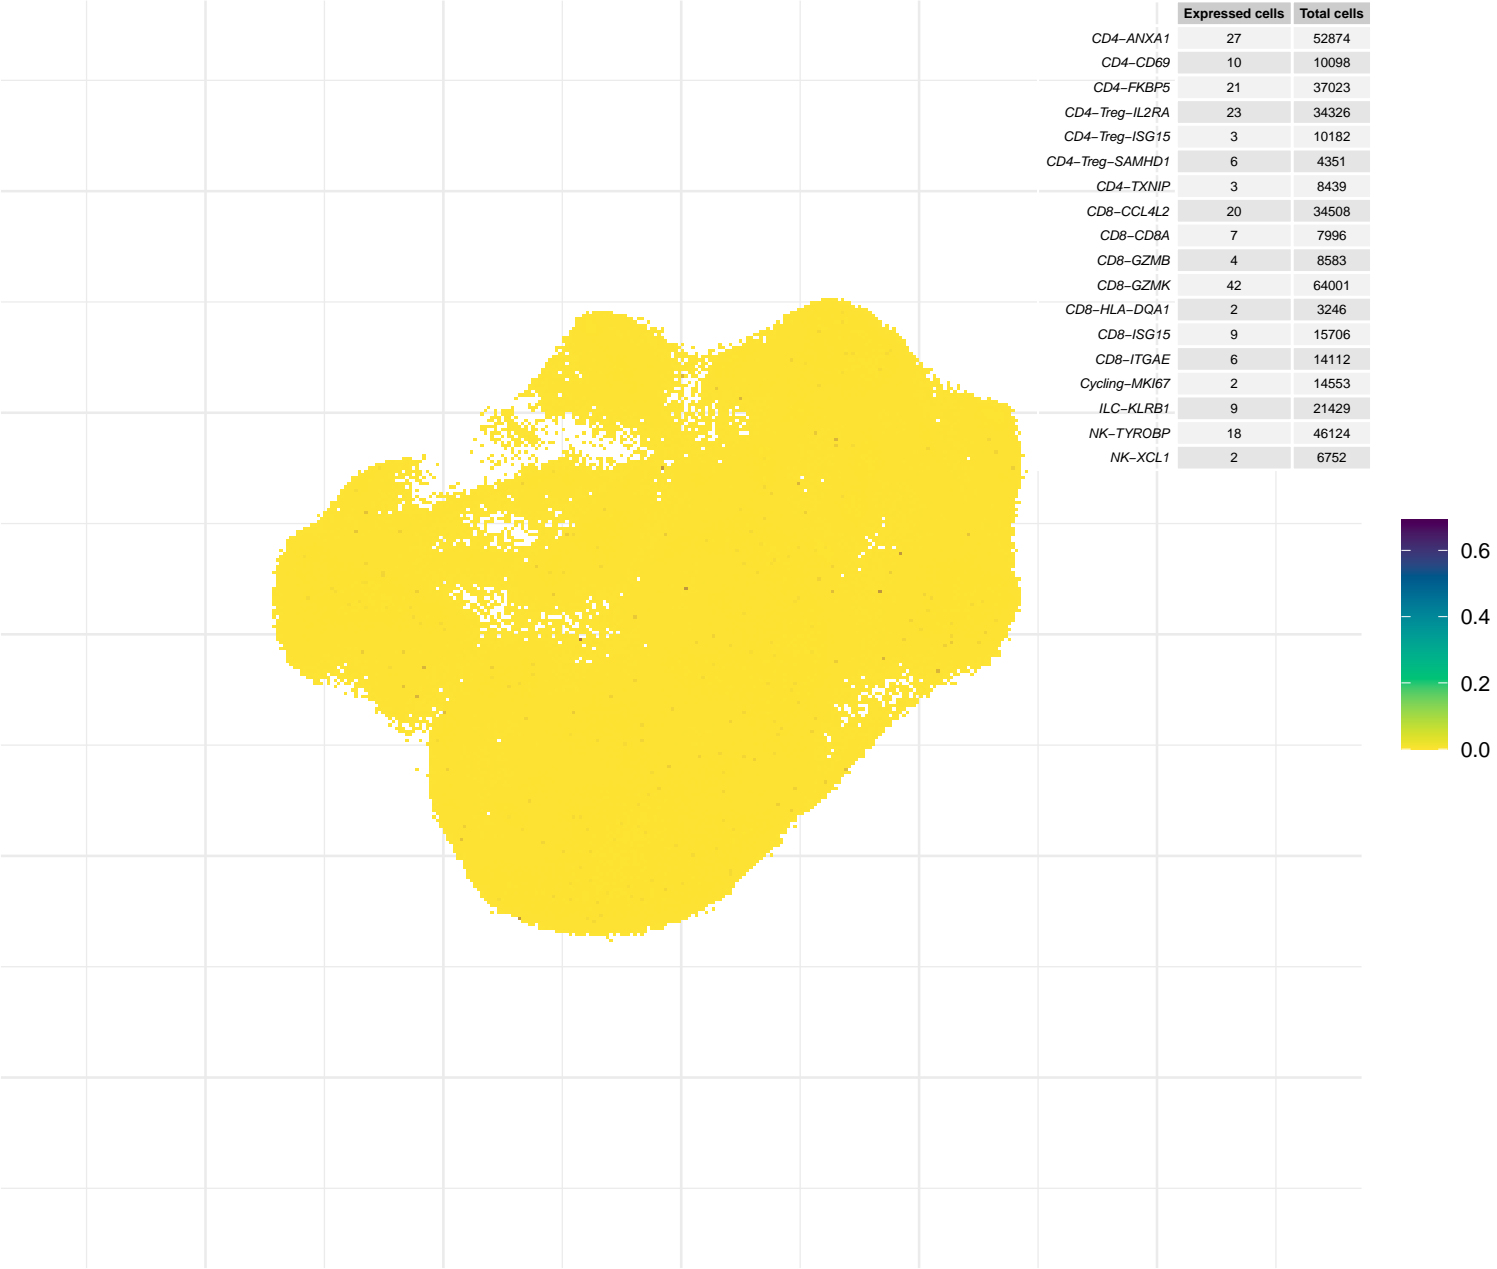 Expressed cells Total cells
CD4−ANXA1 27 52874
CD4−CD69 10 10098
CD4−FKBP5 21 37023
CD4−Treg−IL2RA 23 34326
CD4−Treg−ISG15 3 10182
CD4−Treg−SAMHD1 6 4351
CD4−TXNIP 3 8439
CD8−CCL4L2 20 34508
CD8−CD8A 7 7996
CD8−GZMB 4 8583
CD8−GZMK 42 64001
CD8−HLA−DQA1 2 3246
CD8−ISG15 9 15706
CD8−ITGAE 6 14112
Cycling−MKI67 2 14553
ILC−KLRB1 9 21429
NK−TYROBP 18 46124
NK−XCL1 2 6752
0.6
0.4
0.2
0.0